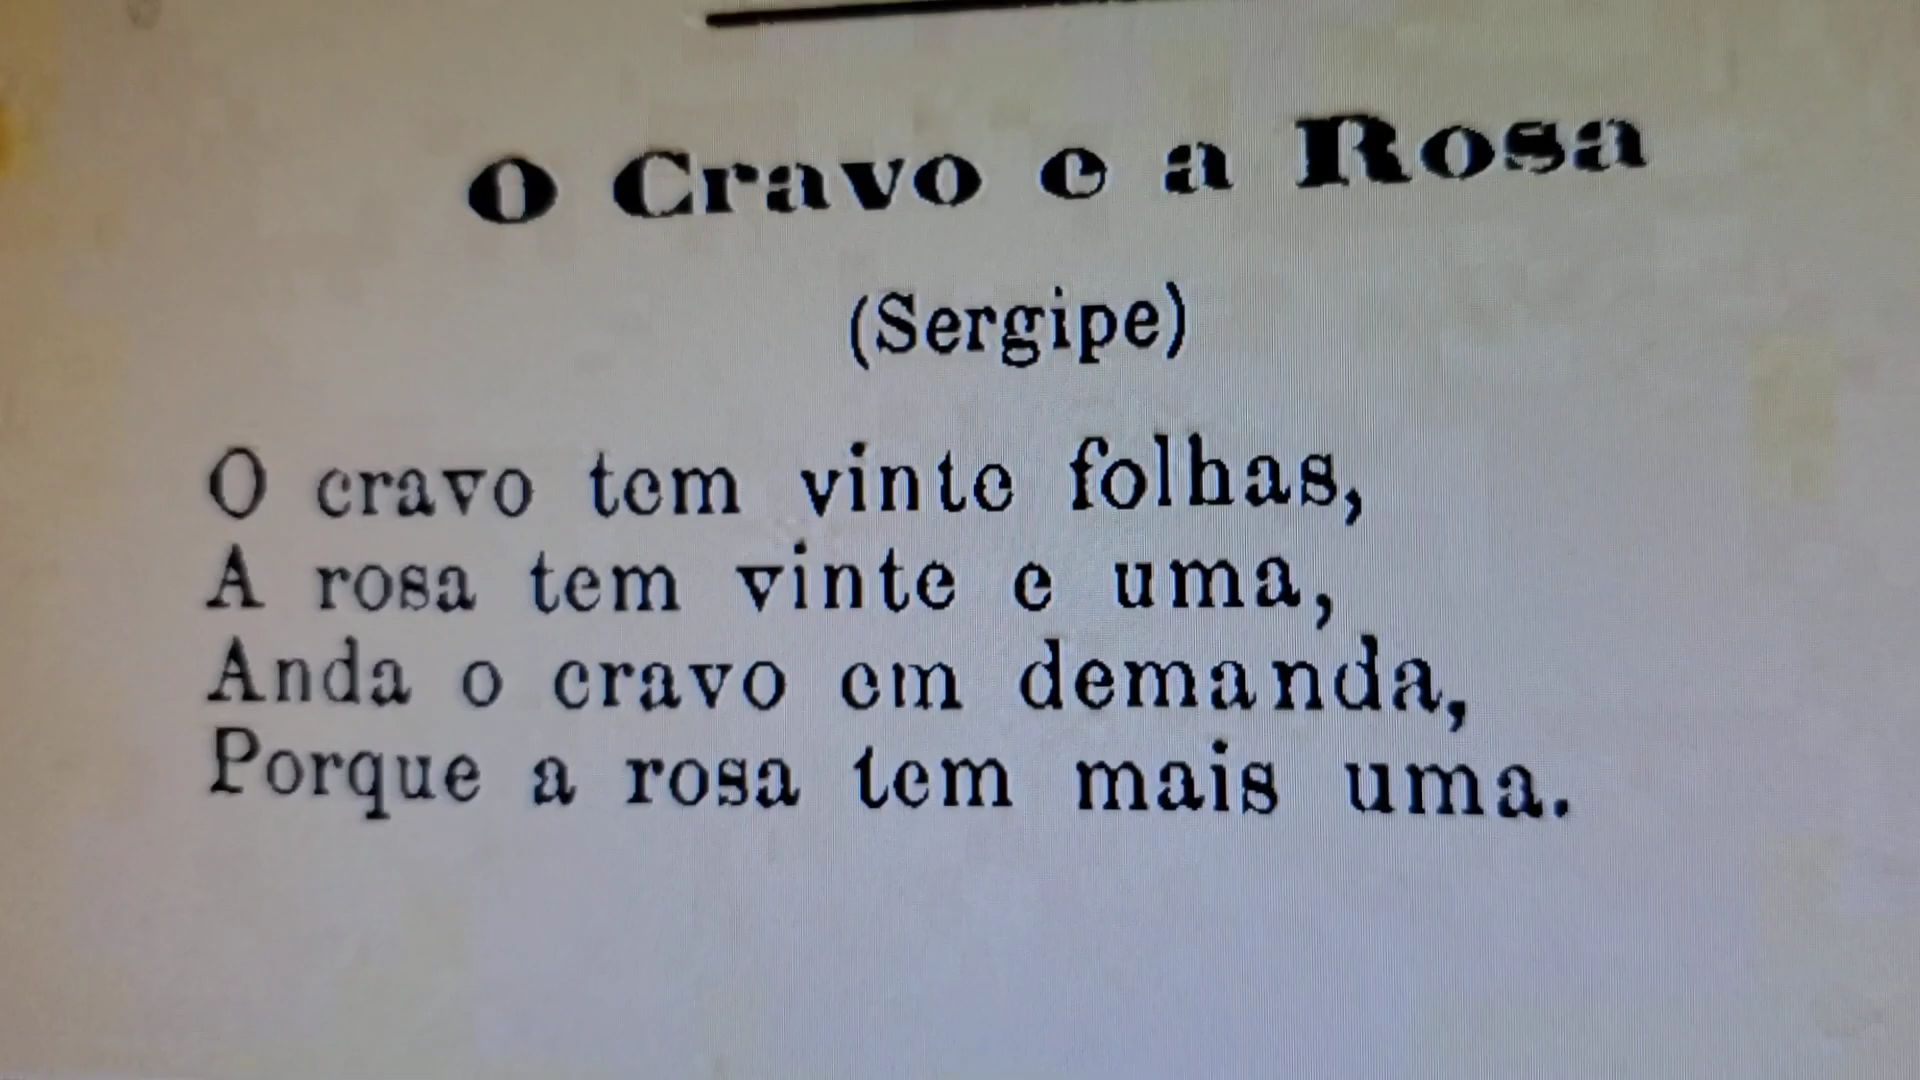 O Cravo e a Rosa
(Sergipe)
O cravo tem vinte folhas,
A rosa tem vinte e uma,
Anda o cravo em demanda,
Porque a rosa tem mais uma.